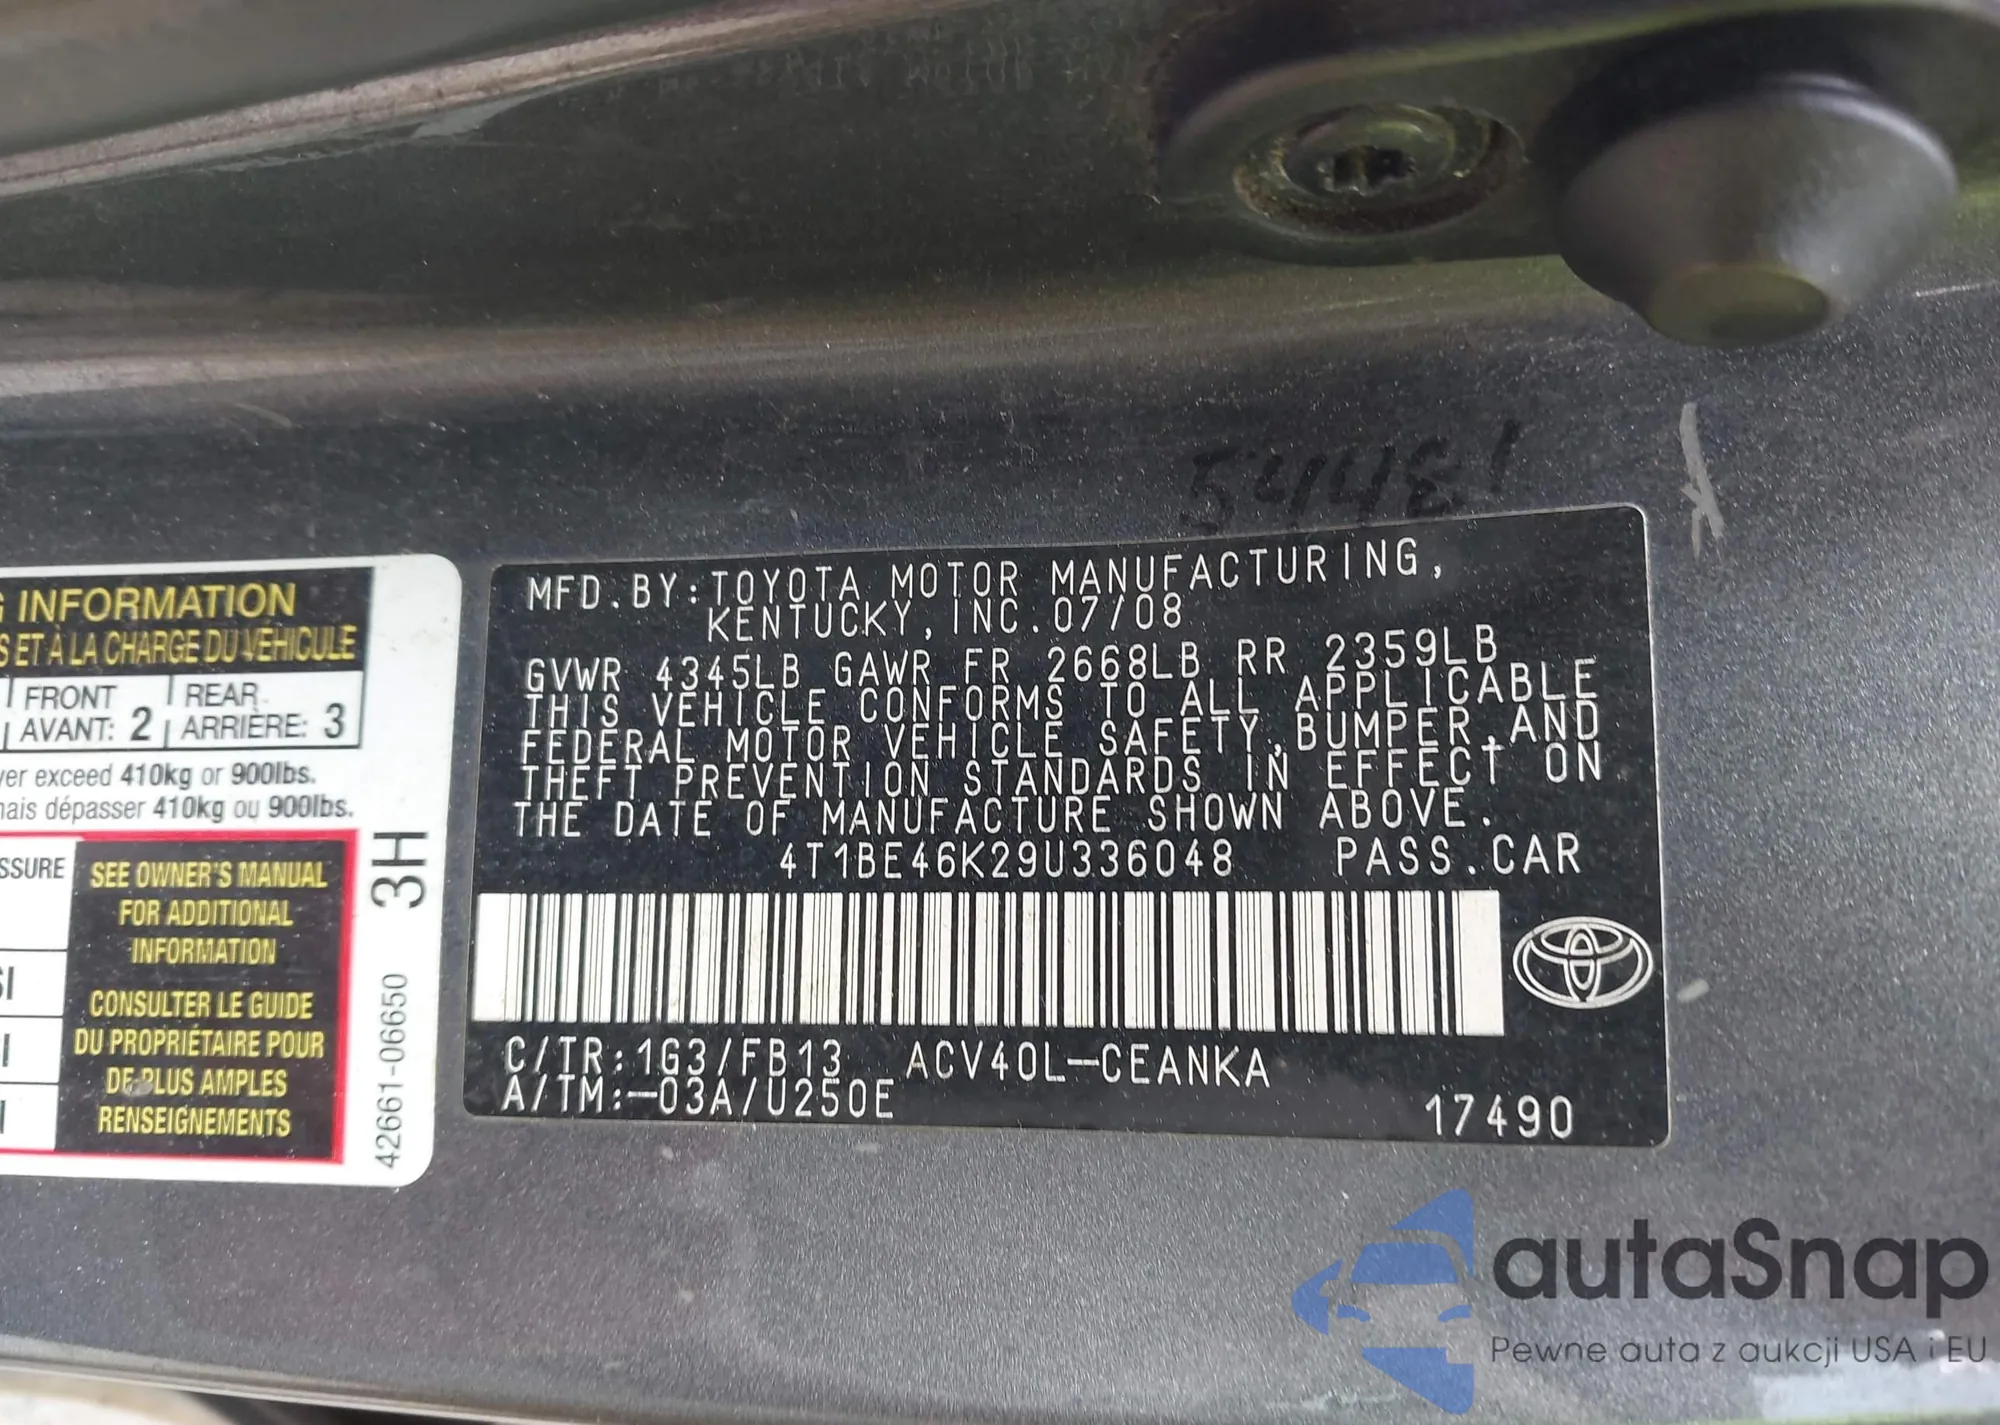 54481
G INFORMATION
S ET À LA CHARGE DU VÉHICULE
FRONT
AVANT: 2
REAR
ARRIÈRE: 3
ver exceed 410kg or 900lbs.
mais dépasser 410kg ou 900lbs.
SSURE
SEE OWNER'S MANUAL
FOR ADDITIONAL
INFORMATION
CONSULTER LE GUIDE
DU PROPRIÉTAIRE POUR
DE PLUS AMPLES
RENSEIGNEMENTS
3H
42661-06650
MFD.BY:TOYOTA MOTOR MANUFACTURING,
KENTUCKY, INC. 07/08
GVWR 4345LB GAWR FR 2668LB RR 2359LB
THIS VEHICLE CONFORMS TO ALL APPLICABLE
FEDERAL MOTOR VEHICLE SAFETY,BUMPER,AND
THEFT PREVENTION STANDARDS IN EFFECT ON
THE DATE OF MANUFACTURE SHOWN ABOVE.
4T1BE46K29U336048 PASS.CAR
C/TR:1G3/FB13 ACV40L-CEANKA
A/TM:-03A/U250E
17490
autaSnap
Pewne auta z aukcji USA i EU